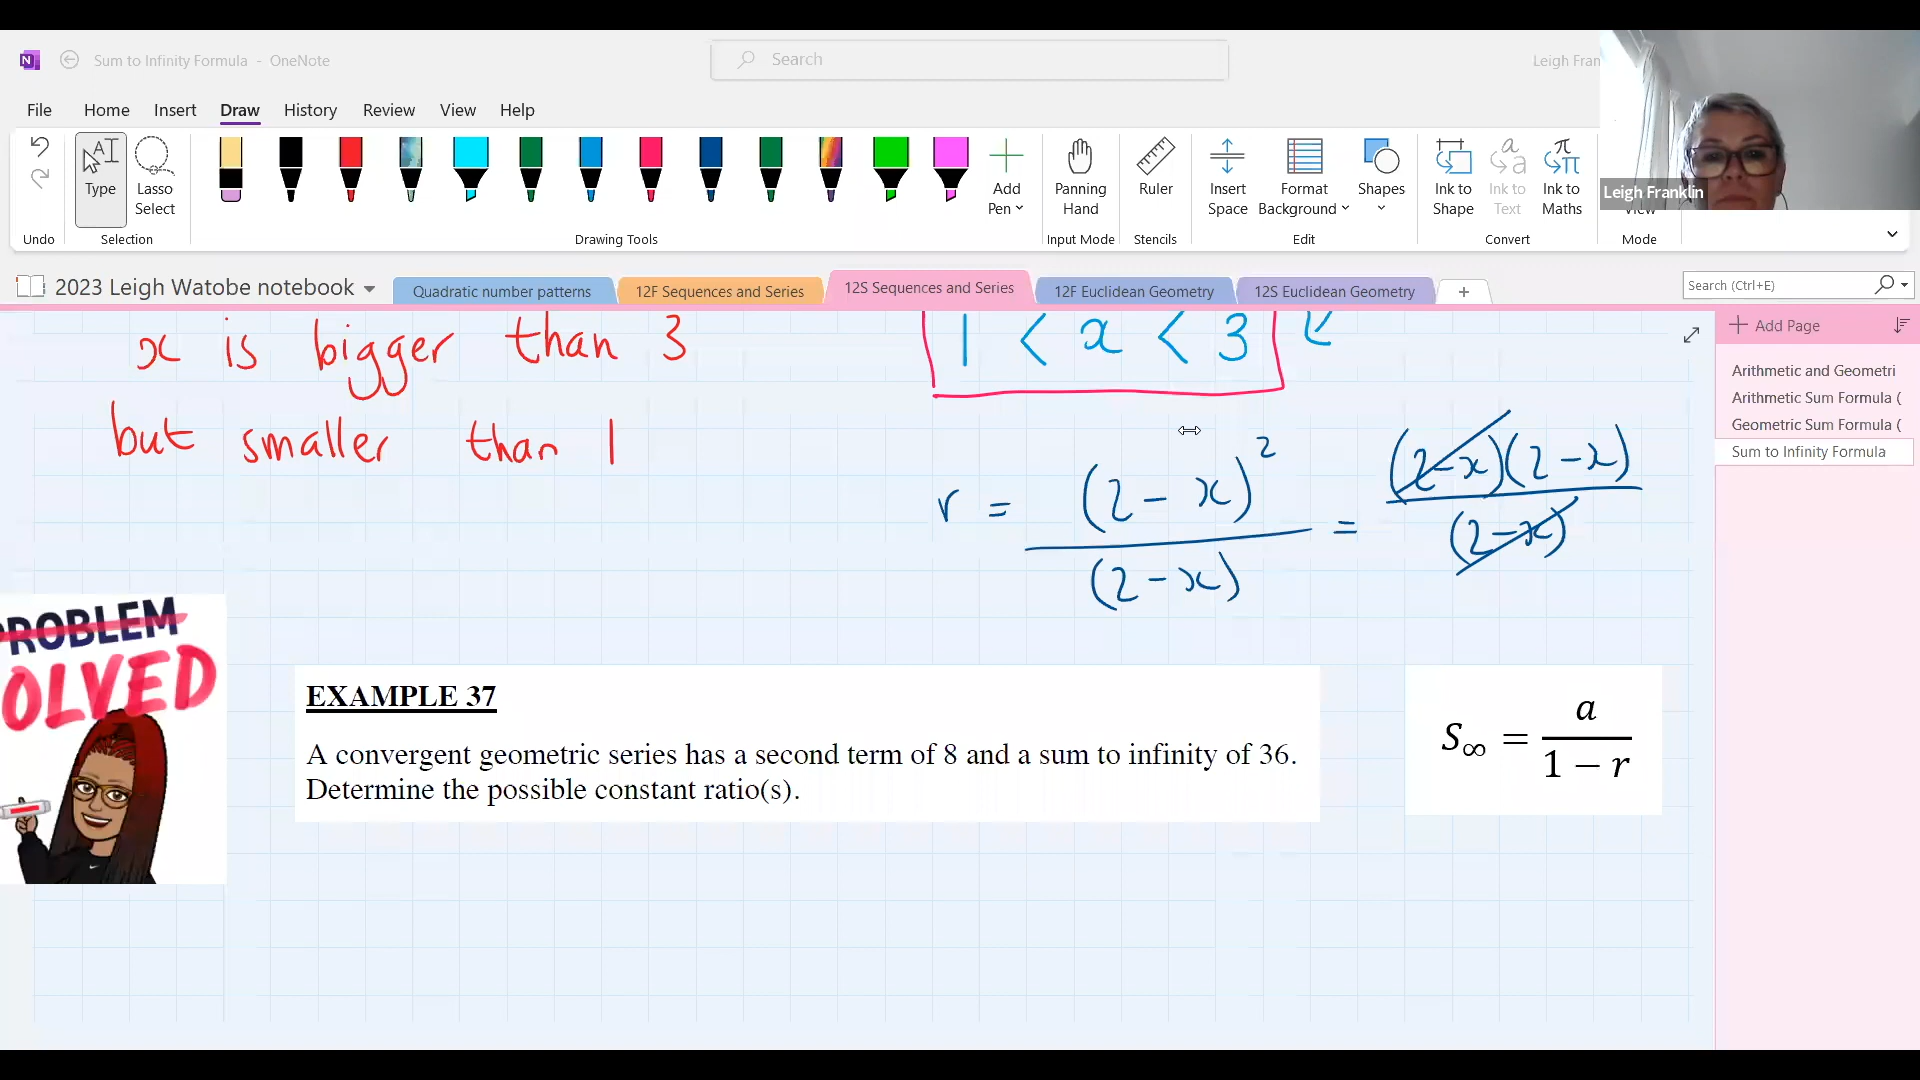 Sum to Infinity Formula - OneNote
Search
Leigh Fran
File Home Insert Draw History Review View Help
Type
Lasso Select
Add Pen
Panning Hand
Ruler
Insert Space
Format Background
Shapes
Ink to Shape
Ink to Text
Ink to Maths
View
Leigh Franklin
Undo
Selection
Drawing Tools
Input Mode
Stencils
Edit
Convert
Mode
2023 Leigh Watobe notebook
Quadratic number patterns
12F Sequences and Series
12S Sequences and Series
12F Euclidean Geometry
12S Euclidean Geometry
+
Search (Ctrl+E)
Add Page
Arithmetic and Geometri
Arithmetic Sum Formula (
Geometric Sum Formula (
Sum to Infinity Formula
x is bigger than 3
but smaller than 1
1 < x < 3
r = (2 - x)² / (2 - x) = (2-x)(2-x) / (2-x)
PROBLEM
OLVED
EXAMPLE 37
A convergent geometric series has a second term of 8 and a sum to infinity of 36.
Determine the possible constant ratio(s).
S∞ = a / 1 − r